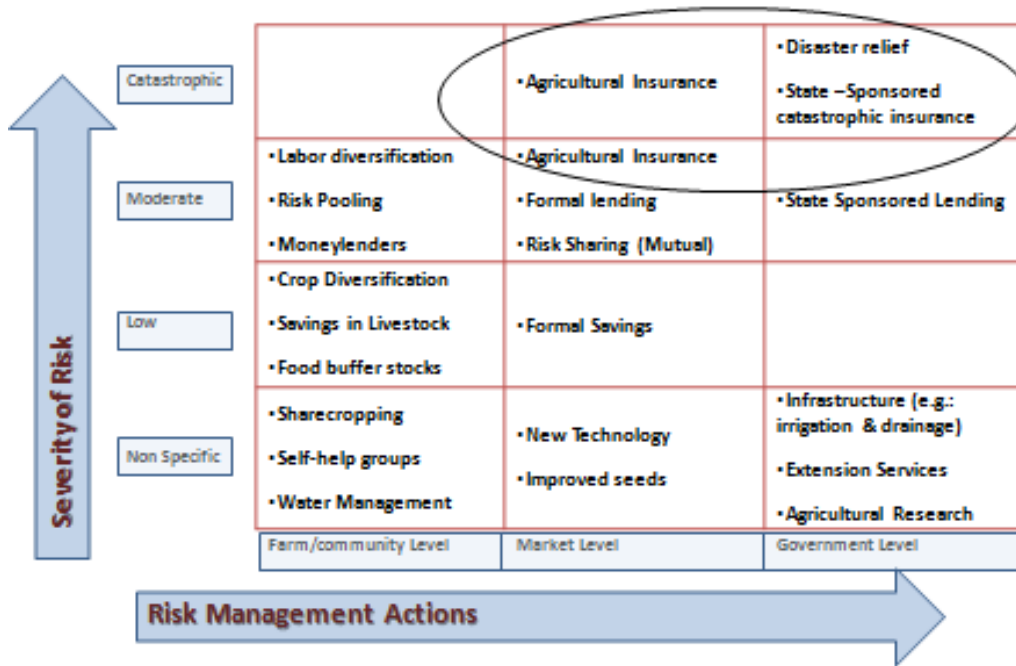 Severity of Risk
Catastrophic
•Agricultural Insurance
•Disaster relief
•State –Sponsored
catastrophic insurance
Moderate
•Labor diversification
•Risk Pooling
•Moneylenders
•Agricultural Insurance
•Formal lending
•Risk Sharing (Mutual)
•State Sponsored Lending
Low
•Crop Diversification
•Savings in Livestock
•Food buffer stocks
•Formal Savings
Non Specific
•Sharecropping
•Self-help groups
•Water Management
•New Technology
•Improved seeds
•Infrastructure (e.g.:
irrigation & drainage)
•Extension Services
•Agricultural Research
Farm/community Level
Market Level
Government Level
Risk Management Actions